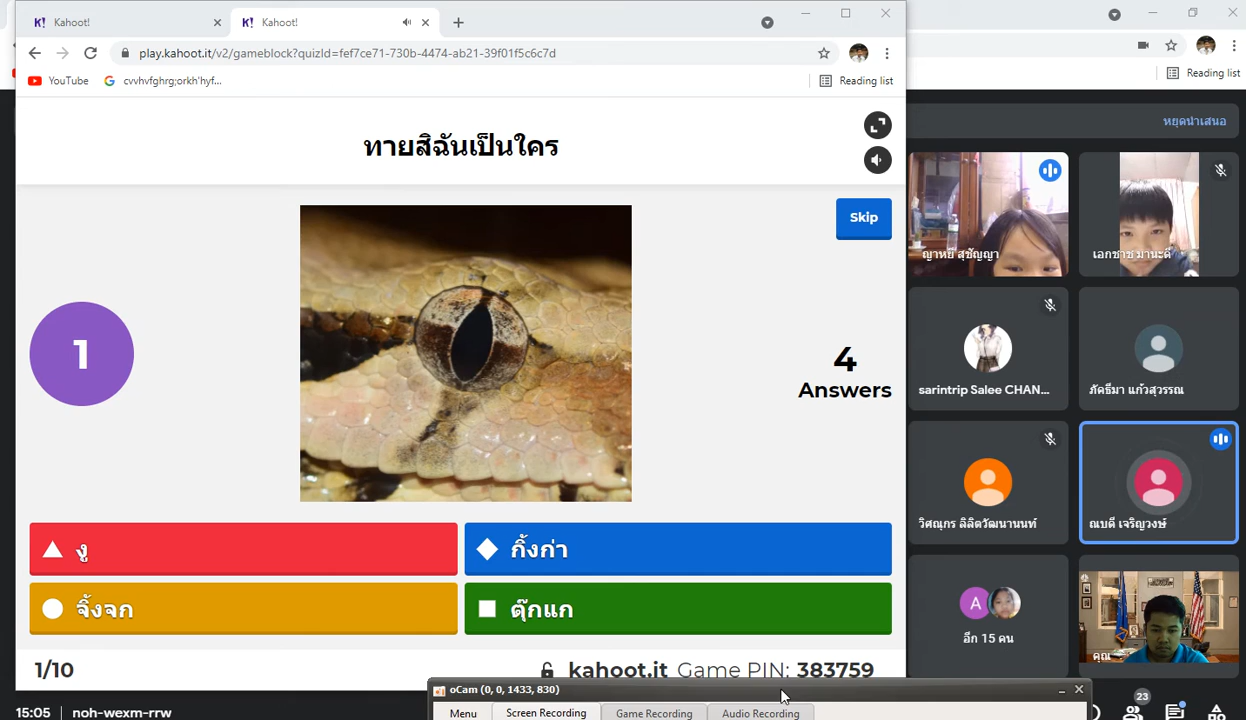 Kahoot!
Kahoot!
play.kahoot.it/v2/gameblock?quizId=fef7ce71-730b-4474-ab21-39f01f5c6c7d
YouTube
cvvhvfghrg;orkh'hyf...
Reading list
Reading list
ทายสิฉันเป็นใคร
หยุดนำเสนอ
Skip
1
4
Answers
งู
กิ้งก่า
จิ้งจก
ตุ๊กแก
1/10
kahoot.it Game PIN: 383759
ญาหยี สุชัญญา
เอกชาช มานะดี
sarintrip Salee CHAN...
ภัคธีมา แก้วสุวรรณ
วิศณุกร ลิลิตวัฒนานนท์
ณบดี เจริญวงษ์
A
อีก 15 คน
คุณ
oCam (0, 0, 1433, 830)
Menu
Screen Recording
Game Recording
Audio Recording
15:05
noh-wexm-rrw
23